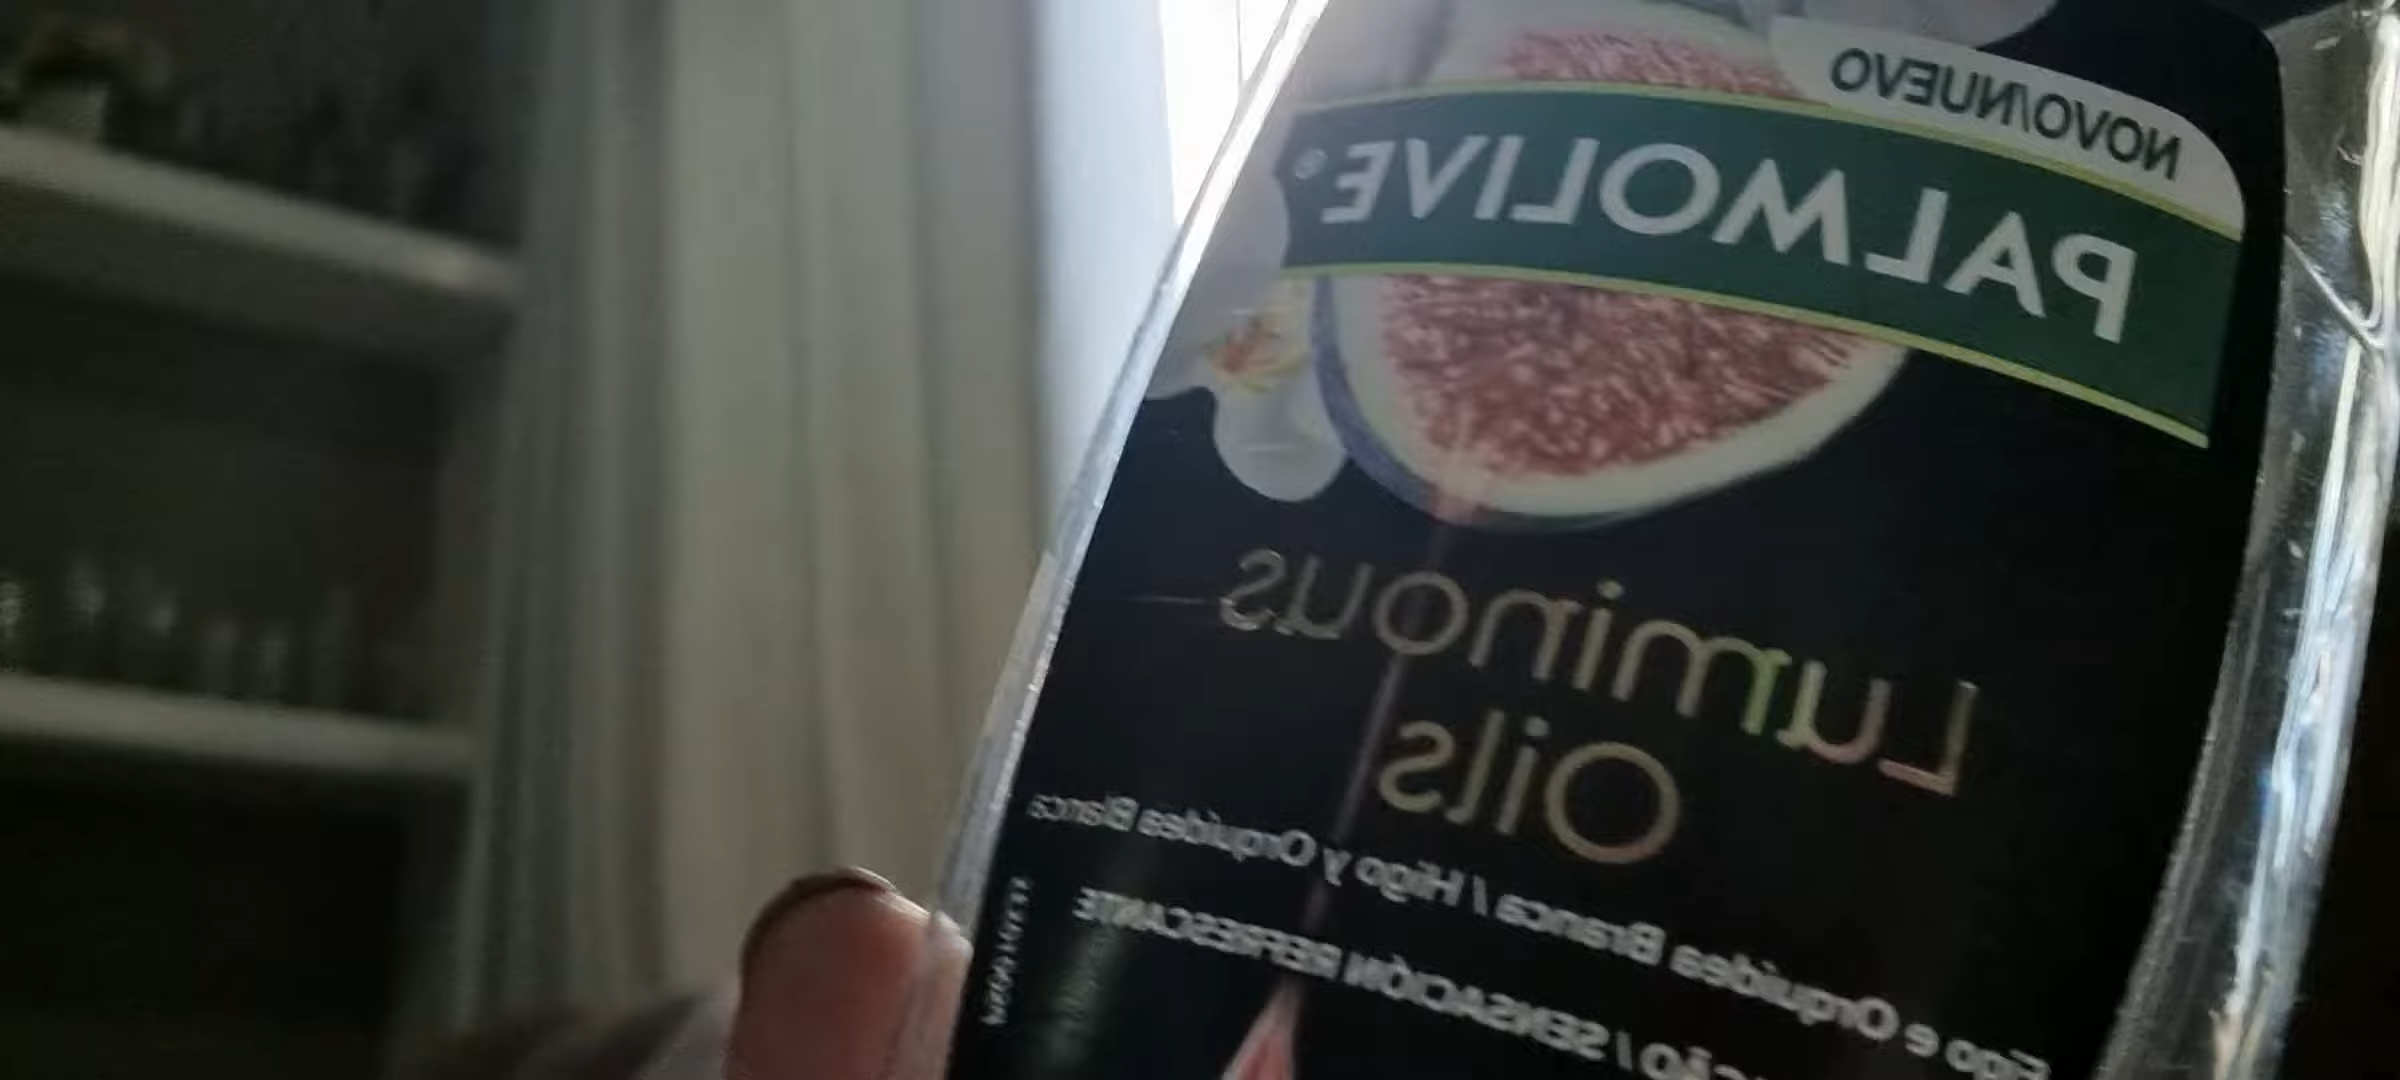 NOVO/NUEVO
PALMOLIVE®
Luminous
Oils
Figo e Orquídea Branca / Higo y Orquídea Blanca
/ SENSACIÓN REFRESCANTE